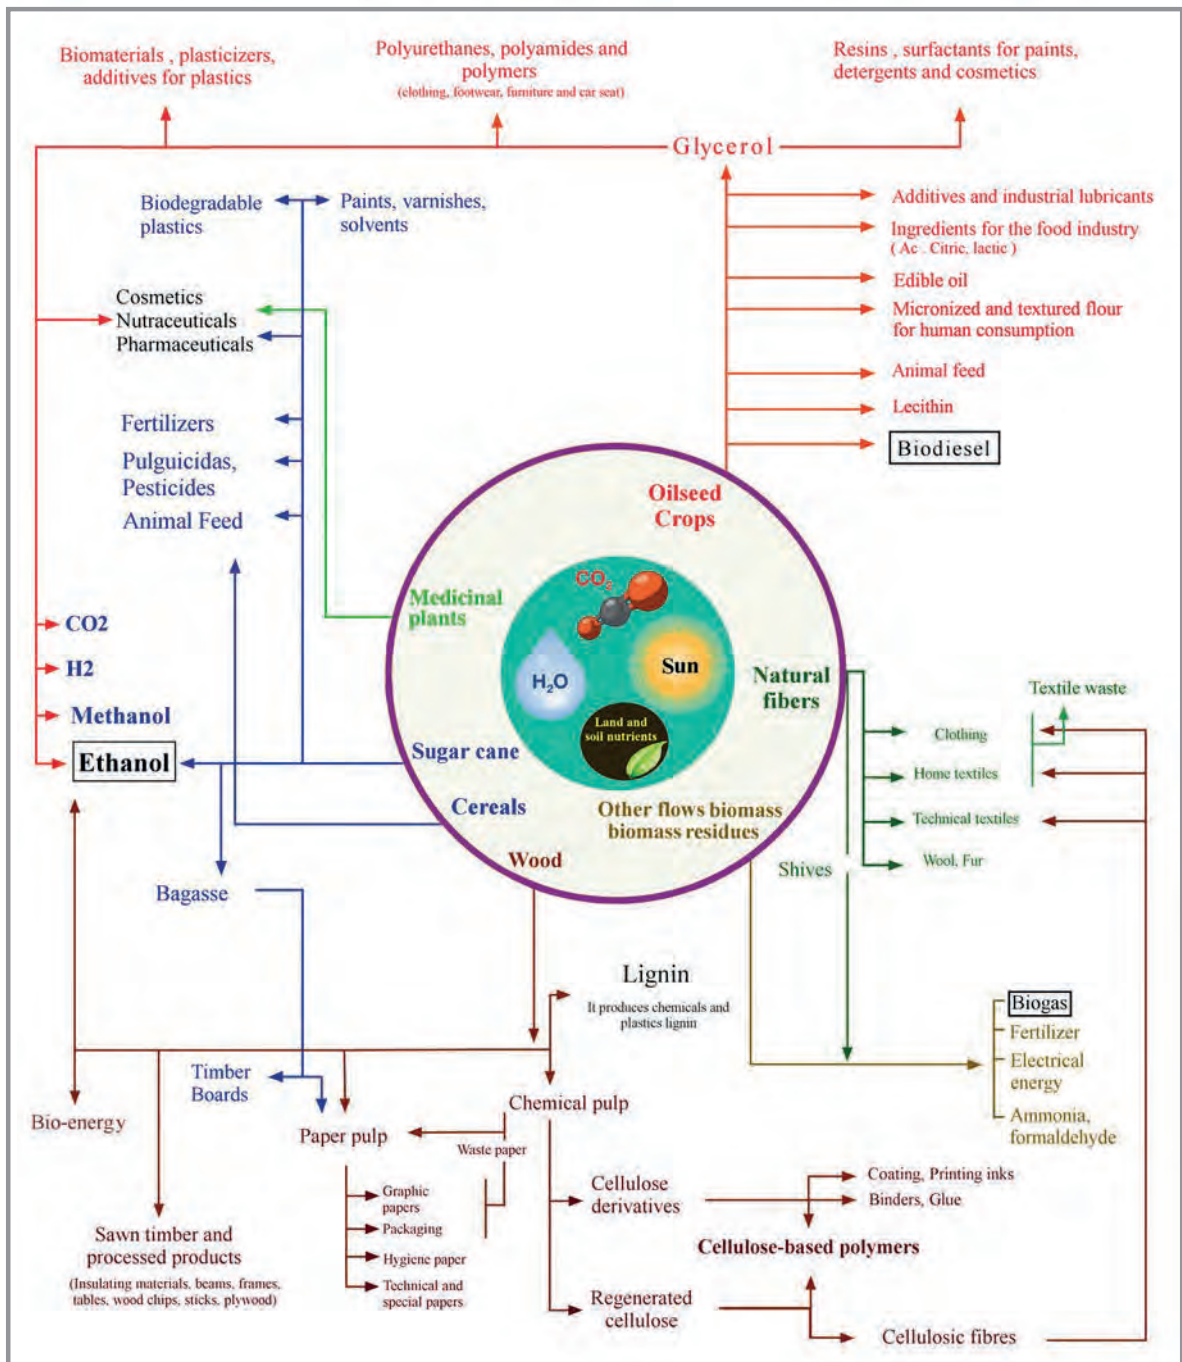 Biomaterials , plasticizers,
additives for plastics
Polyurethanes, polyamides and
polymers
(clothing, footwear, furniture and car seat)
Resins , surfactants for paints,
detergents and cosmetics
Glycerol
Biodegradable
plastics
Paints, varnishes,
solvents
Additives and industrial lubricants
Ingredients for the food industry
( Ac . Citric, lactic )
Edible oil
Micronized and textured flour
for human consumption
Animal feed
Lecithin
Biodiesel
Cosmetics
Nutraceuticals
Pharmaceuticals
Fertilizers
Pulguicidas,
Pesticides
Animal Feed
Oilseed
Crops
Medicinal
plants
CO2
H2O
Sun
Land and
soil nutrients
Natural
fibers
Sugar cane
Cereals
Wood
Other flows biomass
biomass residues
CO2
H2
Methanol
Ethanol
Textile waste
Clothing
Home textiles
Technical textiles
Wool, Fur
Shives
Bagasse
Lignin
It produces chemicals and
plastics lignin
Biogas
Fertilizer
Electrical
energy
Ammonia,
formaldehyde
Timber
Boards
Bio-energy
Paper pulp
Chemical pulp
Waste paper
Graphic
papers
Packaging
Hygiene paper
Technical and
special papers
Sawn timber and
processed products
(Insulating materials, beams, frames,
tables, wood chips, sticks, plywood)
Cellulose
derivatives
Coating, Printing inks
Binders, Glue
Cellulose-based polymers
Regenerated
cellulose
Cellulosic fibres